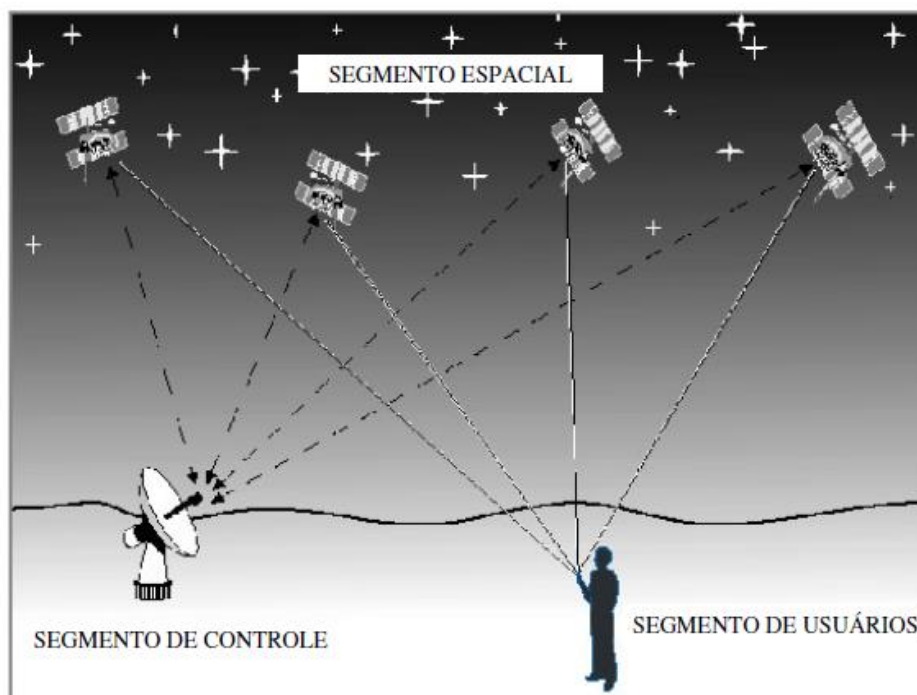 SEGMENTO ESPACIAL
SEGMENTO DE CONTROLE
SEGMENTO DE USUÁRIOS